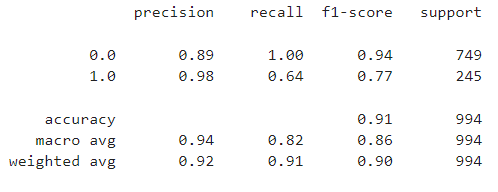 precision recall f1-score support
0.0 0.89 1.00 0.94 749
1.0 0.98 0.64 0.77 245
accuracy 0.91 994
macro avg 0.94 0.82 0.86 994
weighted avg 0.92 0.91 0.90 994